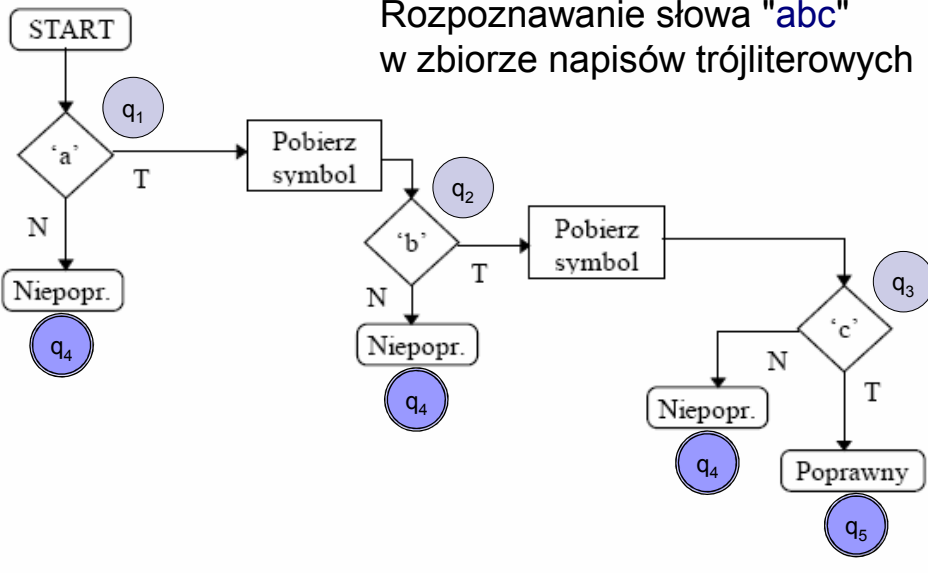 Rozpoznawanie słowa "abc"
w zbiorze napisów trójliterowych
START
q1
'a'
T
N
Niepopr.
q4
Pobierz
symbol
q2
'b'
T
N
Niepopr.
q4
Pobierz
symbol
q3
'c'
N
T
Niepopr.
q4
Poprawny
q5